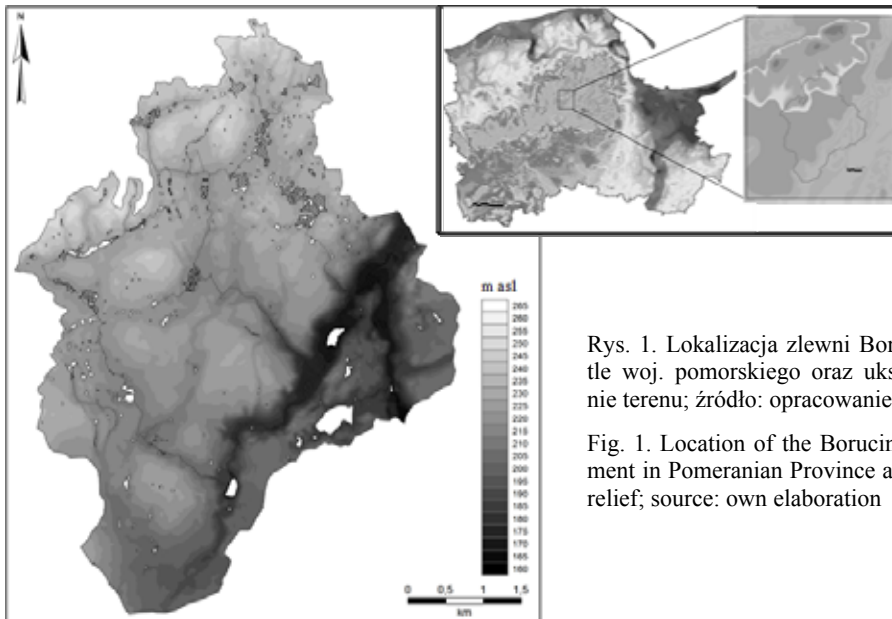 N
m asl
265
260
255
250
245
240
235
230
225
220
215
210
205
200
195
190
185
180
175
170
165
160
0 0,5 1 1,5
km
Rys. 1. Lokalizacja zlewni Bor
tle woj. pomorskiego oraz uks
nie terenu; źródło: opracowanie
Fig. 1. Location of the Borucin
ment in Pomeranian Province a
relief; source: own elaboration